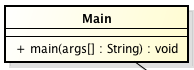 Main
+ main(args[] : String) : void